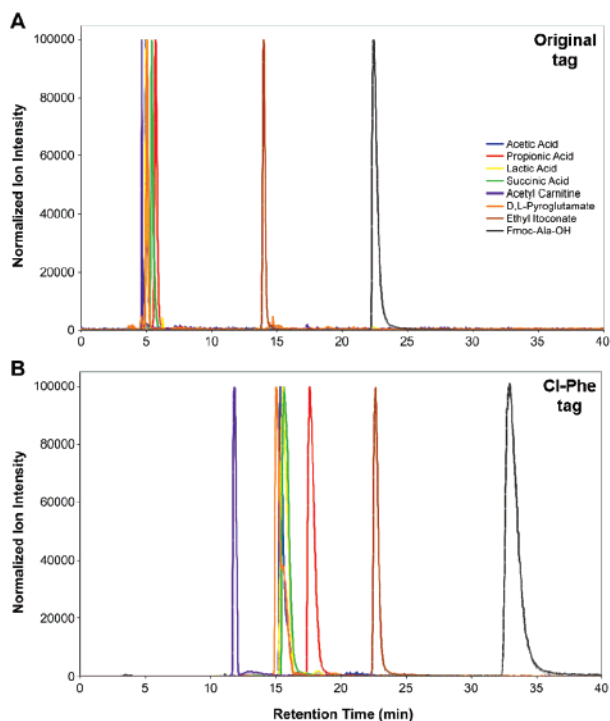 A
Original
tag
Normalized Ion Intensity
100000
80000
60000
40000
20000
0
Acetic Acid
Propionic Acid
Lactic Acid
Succinic Acid
Acetyl Carnitine
D,L-Pyroglutamate
Ethyl Itoconate
Fmoc-Ala-OH
0 5 10 15 20 25 30 35 40
B
Cl-Phe
tag
Normalized Ion Intensity
100000
80000
60000
40000
20000
0
0 5 10 15 20 25 30 35 40
Retention Time (min)